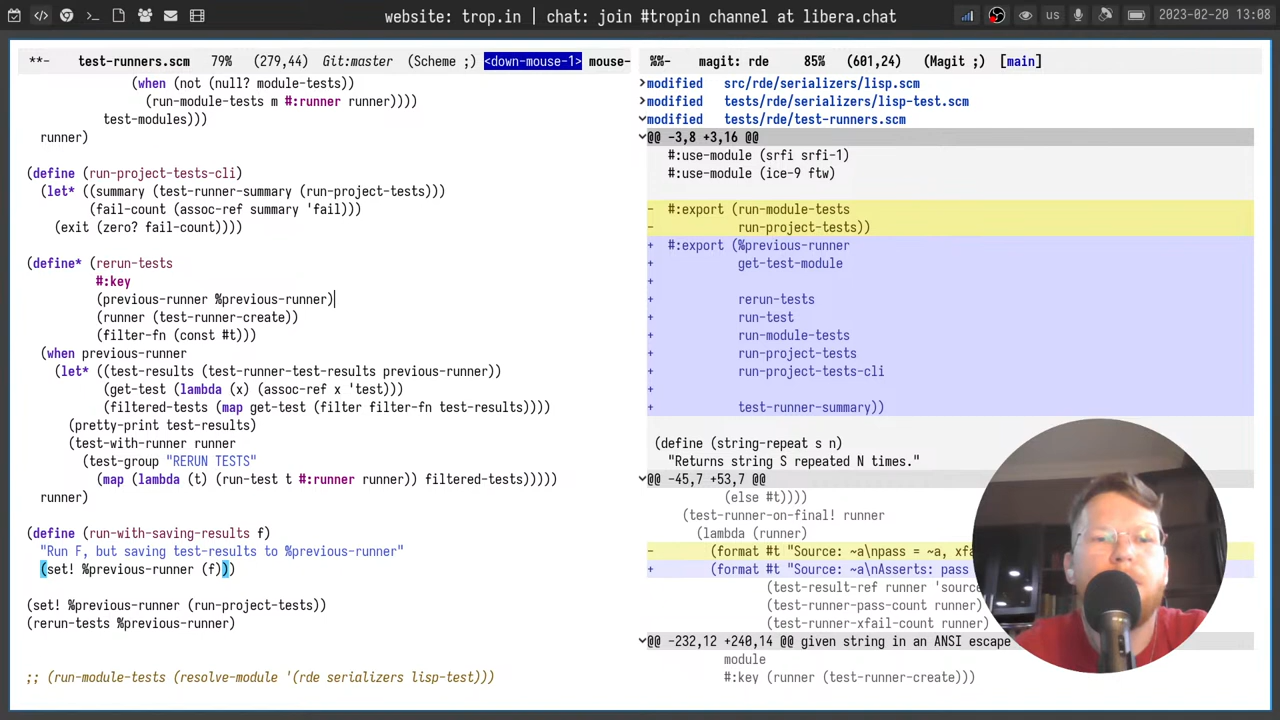 website: trop.in | chat: join #tropin channel at libera.chat
us
2023-02-20 13:08
**- test-runners.scm 79% (279,44) Git:master (Scheme ;) <down-mouse-1> mouse-
(when (not (null? module-tests))
(run-module-tests m #:runner runner))))
test-modules)))
runner)
(define (run-project-tests-cli)
(let* ((summary (test-runner-summary (run-project-tests)))
(fail-count (assoc-ref summary 'fail)))
(exit (zero? fail-count))))
(define* (rerun-tests
#:key
(previous-runner %previous-runner)
(runner (test-runner-create))
(filter-fn (const #t)))
(when previous-runner
(let* ((test-results (test-runner-test-results previous-runner))
(get-test (lambda (x) (assoc-ref x 'test)))
(filtered-tests (map get-test (filter filter-fn test-results))))
(pretty-print test-results)
(test-with-runner runner
(test-group "RERUN TESTS"
(map (lambda (t) (run-test t #:runner runner)) filtered-tests)))))
runner)
(define (run-with-saving-results f)
"Run F, but saving test-results to %previous-runner"
(set! %previous-runner (f)))
(set! %previous-runner (run-project-tests))
(rerun-tests %previous-runner)
;; (run-module-tests (resolve-module '(rde serializers lisp-test)))
%%- magit: rde 85% (601,24) (Magit ;) [main]
modified src/rde/serializers/lisp.scm
modified tests/rde/serializers/lisp-test.scm
modified tests/rde/test-runners.scm
@@ -3,8 +3,16 @@
#:use-module (srfi srfi-1)
#:use-module (ice-9 ftw)
- #:export (run-module-tests
- run-project-tests))
+ #:export (%previous-runner
+ get-test-module
+
+ rerun-tests
+ run-test
+ run-module-tests
+ run-project-tests
+ run-project-tests-cli
+
+ test-runner-summary))
(define (string-repeat s n)
"Returns string S repeated N times."
@@ -45,7 +53,7 @@
(else #t))))
(test-runner-on-final! runner
(lambda (runner)
- (format #t "Source: ~a\npass = ~a, xfa
+ (format #t "Source: ~a\nAsserts: pass
(test-result-ref runner 'source
(test-runner-pass-count runner)
(test-runner-xfail-count runner)
@@ -232,12 +240,14 @@ given string in an ANSI escape
module
#:key (runner (test-runner-create)))